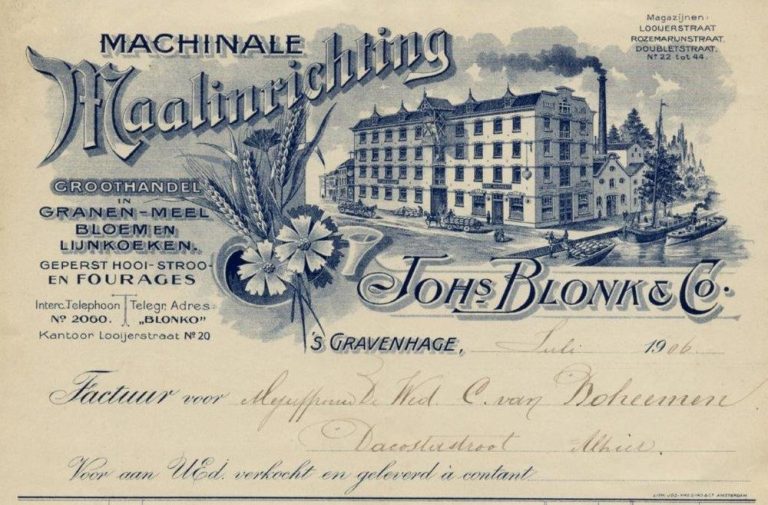 MACHINALE
Maalinrichting
Magazijnen:
LOOIJERSTRAAT
ROZEMARIJNSTRAAT.
DOUBLETSTRAAT.
No 22 tot 44.
GROOTHANDEL
IN
GRANEN-MEEL
BLOEM EN
LIJNKOEKEN.
GEPERST HOOI-STROO-
EN FOURAGES
Interc. Telephoon
No 2060.
Telegr. Adres
„BLONKO"
Kantoor Looijerstraat No 20
JOHS BLONK & CO.
'S GRAVENHAGE, Juli 1906.
Factuur voor Mejuffrouw De Wed. C. van Boheemen
Dacostastraat Alhier.
Voor aan UEd. verkocht en geleverd à contant